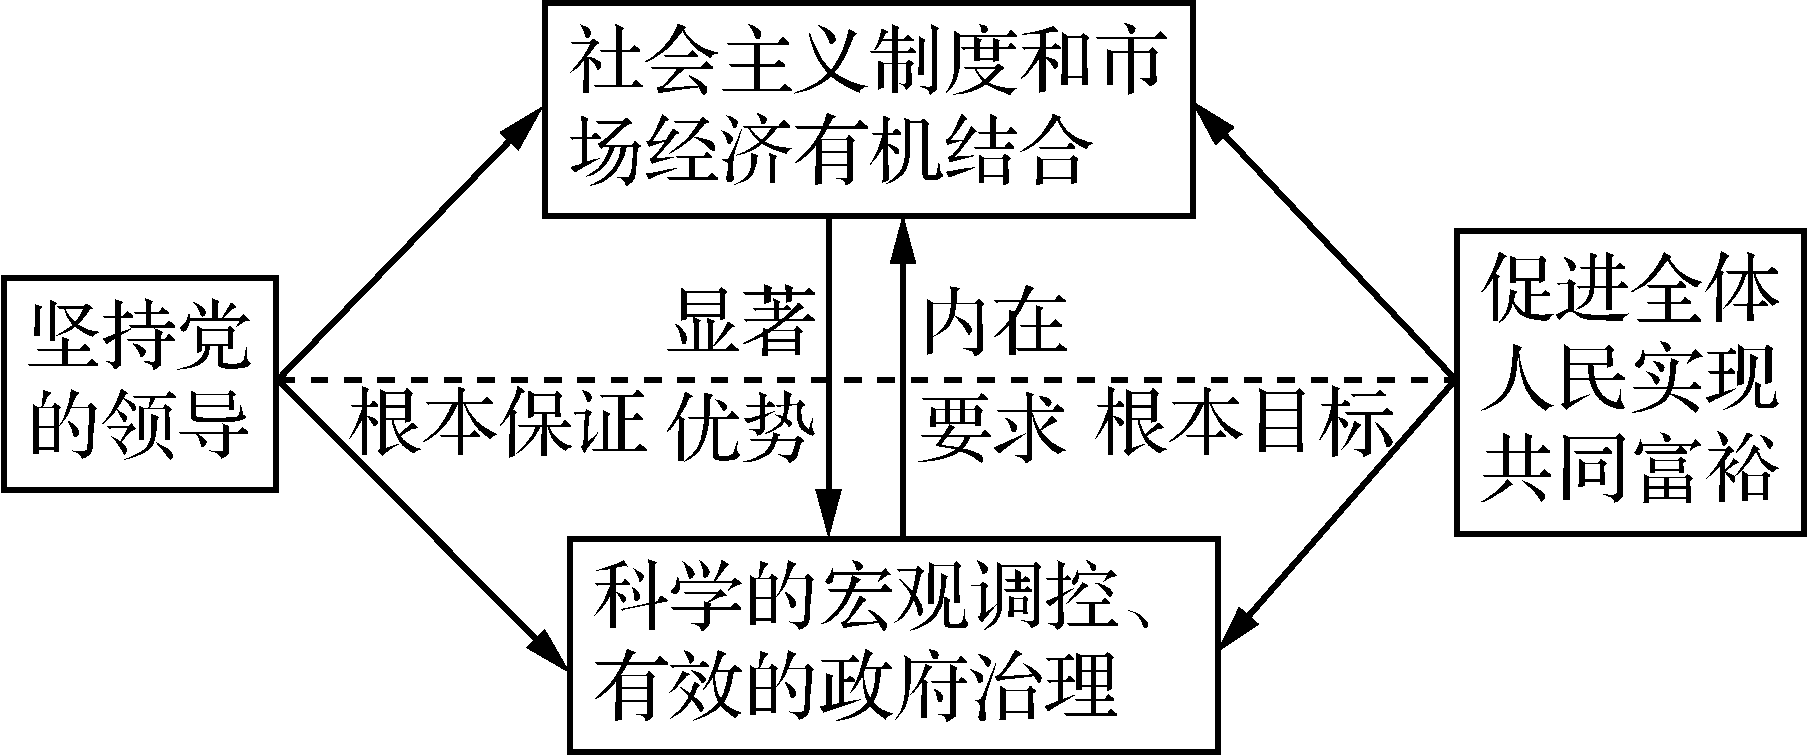 社会主义制度和市
场经济有机结合
坚持党
的领导
显著
优势
内在
要求
根本保证
根本目标
促进全体
人民实现
共同富裕
科学的宏观调控、
有效的政府治理